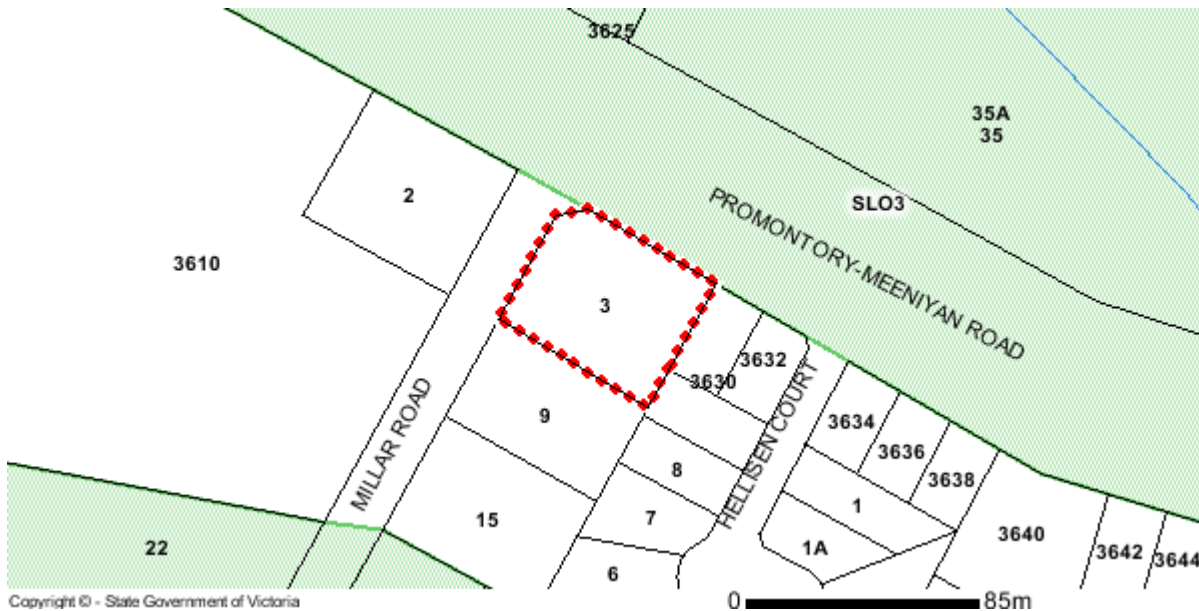 3625
35A
35
2
SLO3
PROMONTORY-MEENIYAN ROAD
3610
3
3632
3630
MILLAR ROAD
9
HELLISEN COURT
3634
3636
3638
8
1
7
15
3640
1A
22
3642
3644
6
Copyright © - State Government of Victoria
0
85m